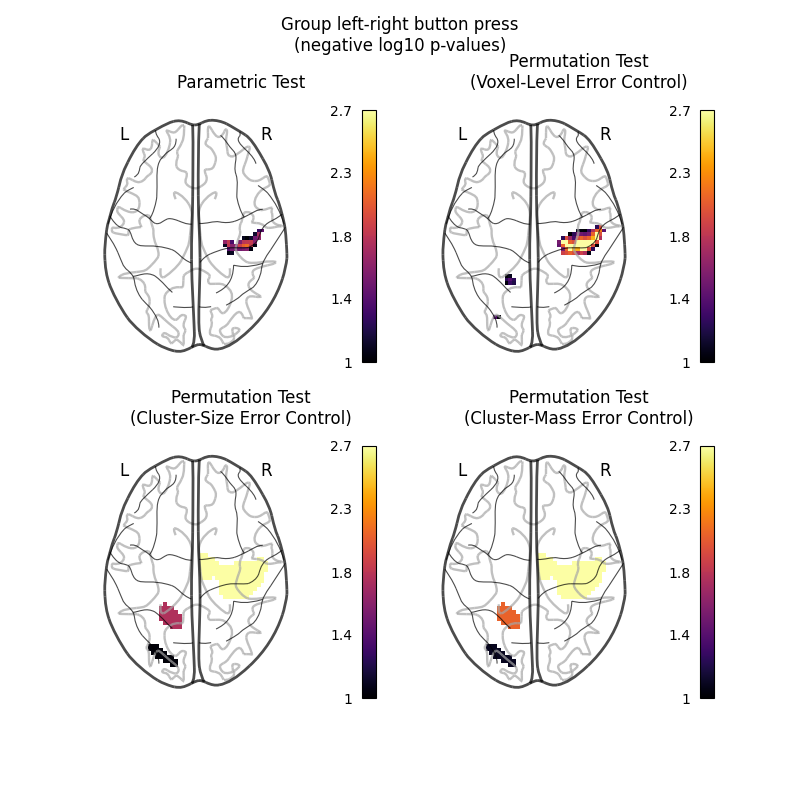 Group left-right button press
(negative log10 p-values)
Parametric Test
L
R
2.7
2.3
1.8
1.4
1
Permutation Test
(Voxel-Level Error Control)
L
R
2.7
2.3
1.8
1.4
1
Permutation Test
(Cluster-Size Error Control)
L
R
2.7
2.3
1.8
1.4
1
Permutation Test
(Cluster-Mass Error Control)
L
R
2.7
2.3
1.8
1.4
1